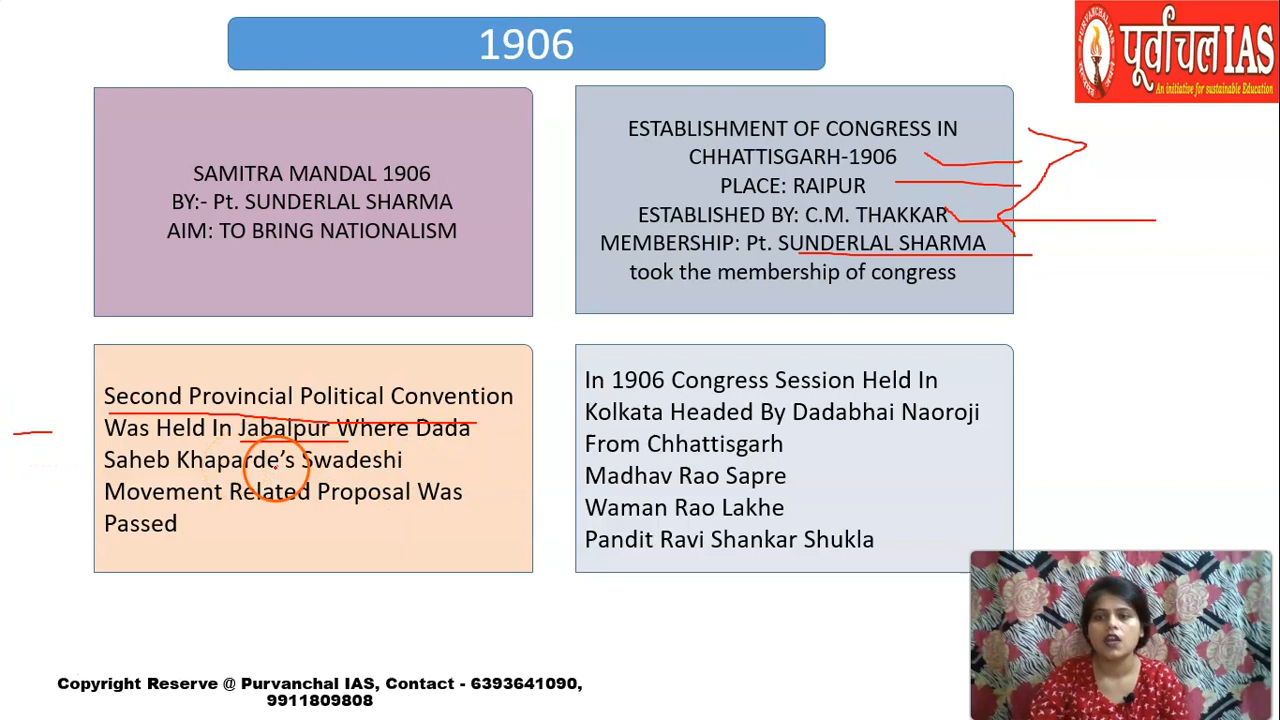 1906
पूर्वांचल IAS
An initiative for sustainable Education
SAMITRA MANDAL 1906
BY:- Pt. SUNDERLAL SHARMA
AIM: TO BRING NATIONALISM
ESTABLISHMENT OF CONGRESS IN
CHHATTISGARH-1906
PLACE: RAIPUR
ESTABLISHED BY: C.M. THAKKAR
MEMBERSHIP: Pt. SUNDERLAL SHARMA
took the membership of congress
Second Provincial Political Convention
Was Held In Jabalpur Where Dada
Saheb Khaparde’s Swadeshi
Movement Related Proposal Was
Passed
In 1906 Congress Session Held In
Kolkata Headed By Dadabhai Naoroji
From Chhattisgarh
Madhav Rao Sapre
Waman Rao Lakhe
Pandit Ravi Shankar Shukla
Copyright Reserve @ Purvanchal IAS, Contact - 6393641090,
9911809808